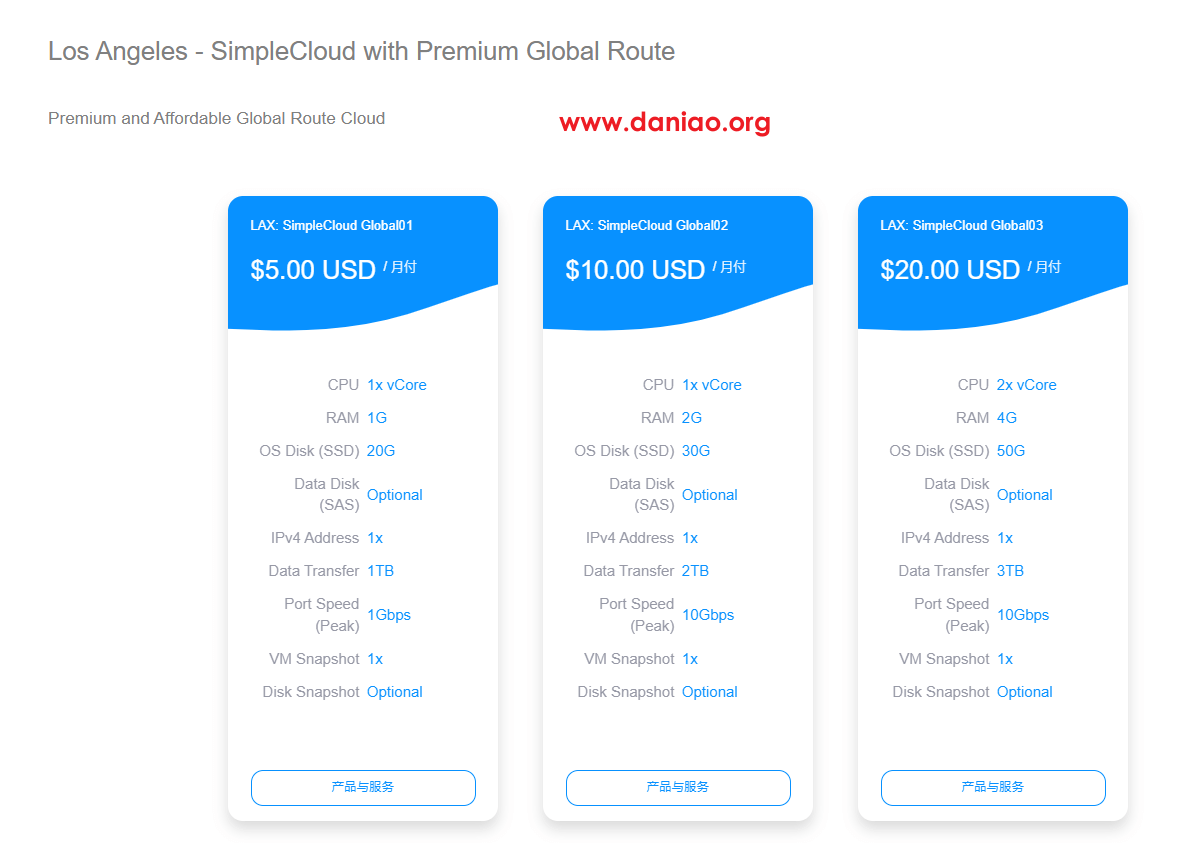 Los Angeles - SimpleCloud with Premium Global Route
Premium and Affordable Global Route Cloud
www.daniao.org
LAX: SimpleCloud Global01
$5.00 USD / 月付
CPU 1x vCore
RAM 1G
OS Disk (SSD) 20G
Data Disk
(SAS) Optional
IPv4 Address 1x
Data Transfer 1TB
Port Speed
(Peak) 1Gbps
VM Snapshot 1x
Disk Snapshot Optional
产品与服务
LAX: SimpleCloud Global02
$10.00 USD / 月付
CPU 1x vCore
RAM 2G
OS Disk (SSD) 30G
Data Disk
(SAS) Optional
IPv4 Address 1x
Data Transfer 2TB
Port Speed
(Peak) 10Gbps
VM Snapshot 1x
Disk Snapshot Optional
产品与服务
LAX: SimpleCloud Global03
$20.00 USD / 月付
CPU 2x vCore
RAM 4G
OS Disk (SSD) 50G
Data Disk
(SAS) Optional
IPv4 Address 1x
Data Transfer 3TB
Port Speed
(Peak) 10Gbps
VM Snapshot 1x
Disk Snapshot Optional
产品与服务